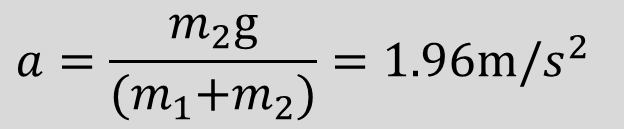 a = m₂g / (m₁+m₂) = 1.96m/s²